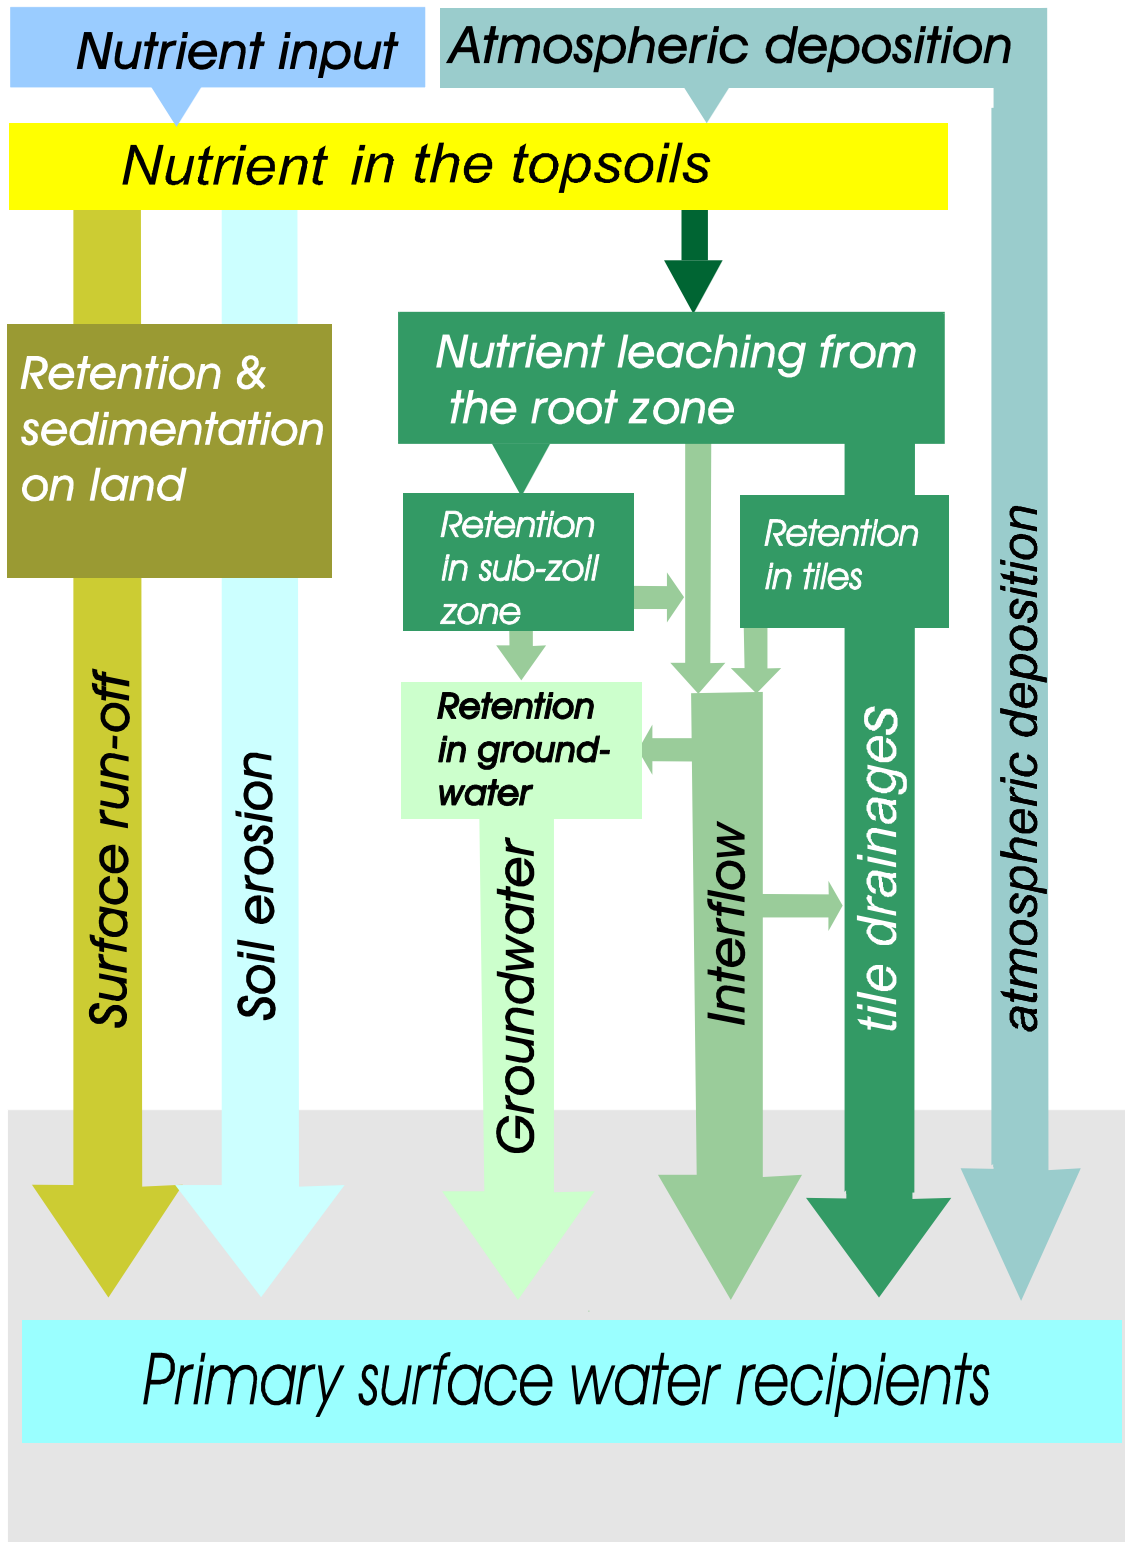 Nutrient input
Atmospheric deposition
Nutrient in the topsoils
Retention &
sedimentation
on land
Nutrient leaching from
the root zone
Retention
in sub-zoil
zone
Retention
in tiles
Retention
in ground-
water
Surface run-off
Soil erosion
Groundwater
Interflow
tile drainages
atmospheric deposition
Primary surface water recipients